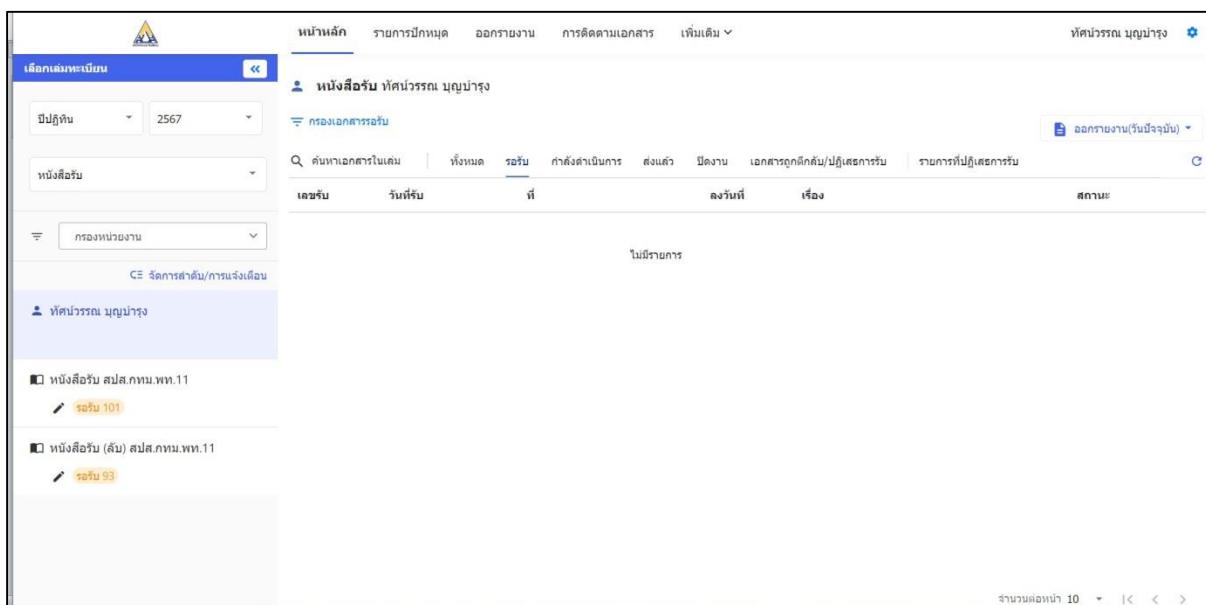 หน้าหลัก รายการปักหมุด ออกรายงาน การติดตามเอกสาร เพิ่มเติม ทัศน์วรรณ บุญบำรุง
เลือกเล่มทะเบียน
ปีปฏิทิน 2567
หนังสือรับ
กรองหน่วยงาน
จัดการลำดับ/การแจ้งเตือน
ทัศน์วรรณ บุญบำรุง
หนังสือรับ สปส.กทม.พท.11
รอรับ 101
หนังสือรับ (ลับ) สปส.กทม.พท.11
รอรับ 93
หนังสือรับ ทัศน์วรรณ บุญบำรุง
กรองเอกสารรอรับ
ออกรายงาน(วันปัจจุบัน)
ค้นหาเอกสารในเล่ม ทั้งหมด รอรับ กำลังดำเนินการ ส่งแล้ว ปิดงาน เอกสารถูกดึกลับ/ปฏิเสธการรับ รายการที่ปฏิเสธการรับ
เลขรับ วันที่รับ ที่ ลงวันที่ เรื่อง สถานะ
ไม่มีรายการ
จำนวนต่อหน้า 10